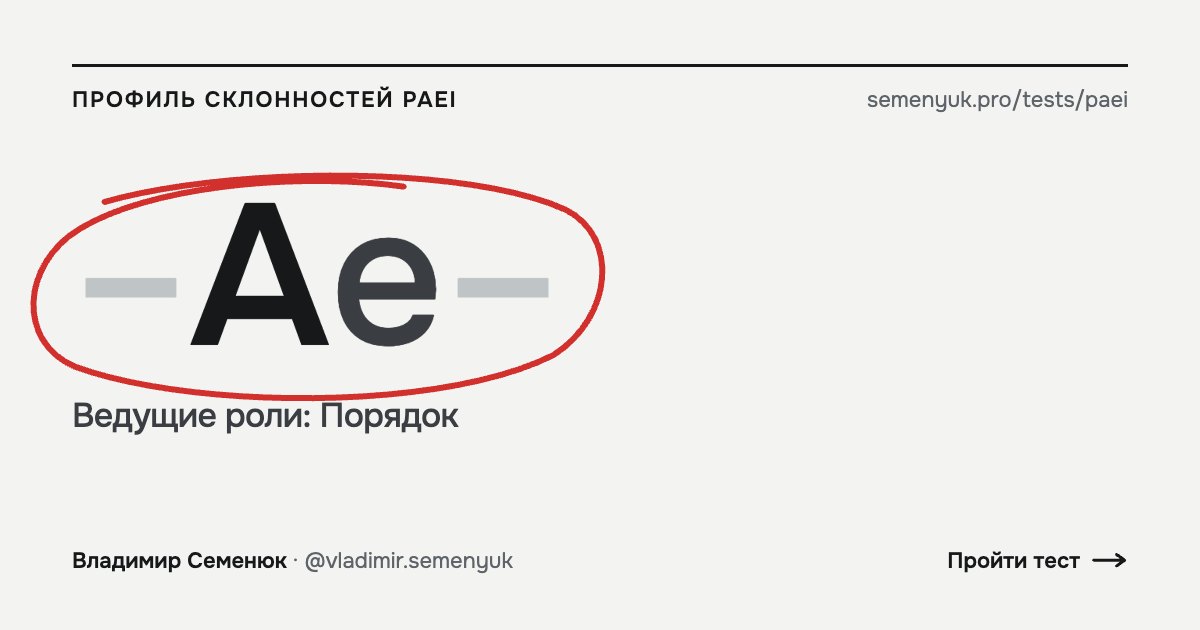 ПРОФИЛЬ СКЛОННОСТЕЙ PAEI
semenyuk.pro/tests/paei
—Ae—
Ведущие роли: Порядок
Владимир Семенюк · @vladimir.semenyuk
Пройти тест →